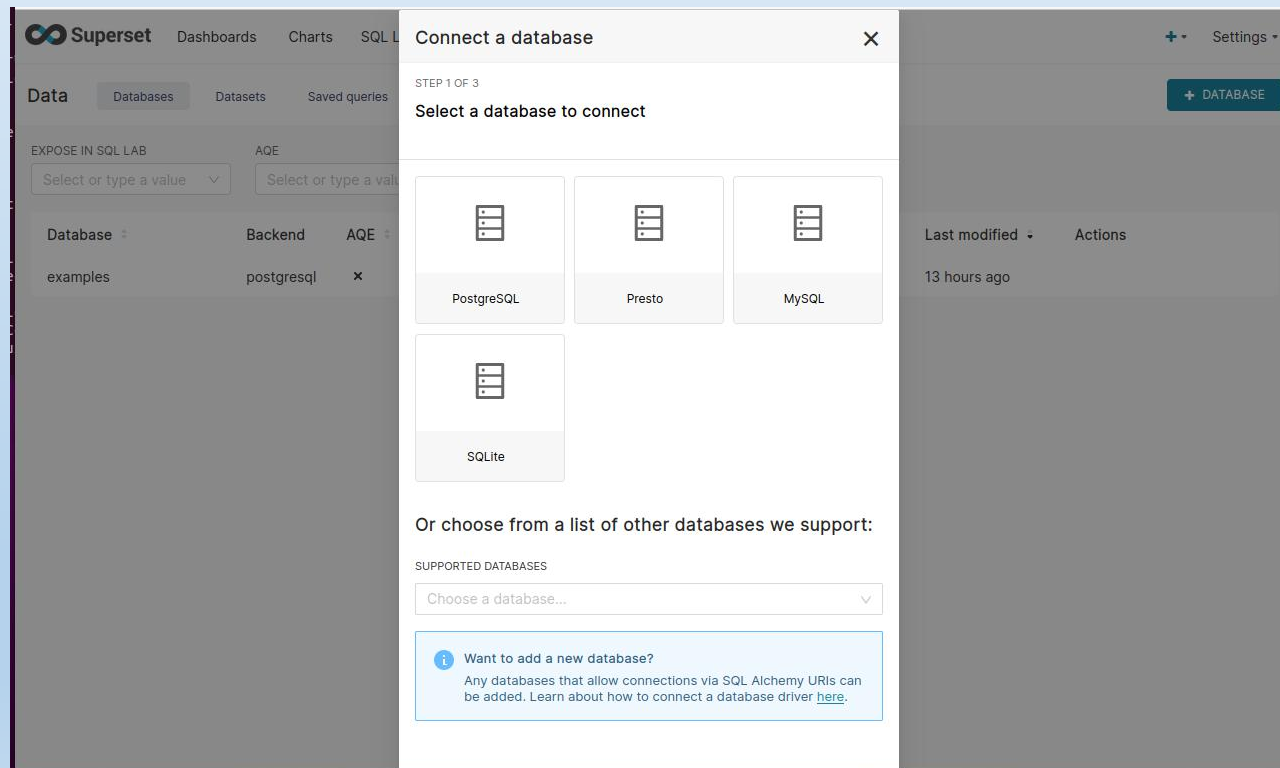 Superset Dashboards Charts SQL L
Settings
Data Databases Datasets Saved queries
+ DATABASE
EXPOSE IN SQL LAB AQE
Select or type a value Select or type a valu
Database Backend AQE
Last modified Actions
examples postgresql
13 hours ago
Connect a database
STEP 1 OF 3
Select a database to connect
PostgreSQL Presto MySQL
SQLite
Or choose from a list of other databases we support:
SUPPORTED DATABASES
Choose a database...
Want to add a new database?
Any databases that allow connections via SQL Alchemy URIs can
be added. Learn about how to connect a database driver here.